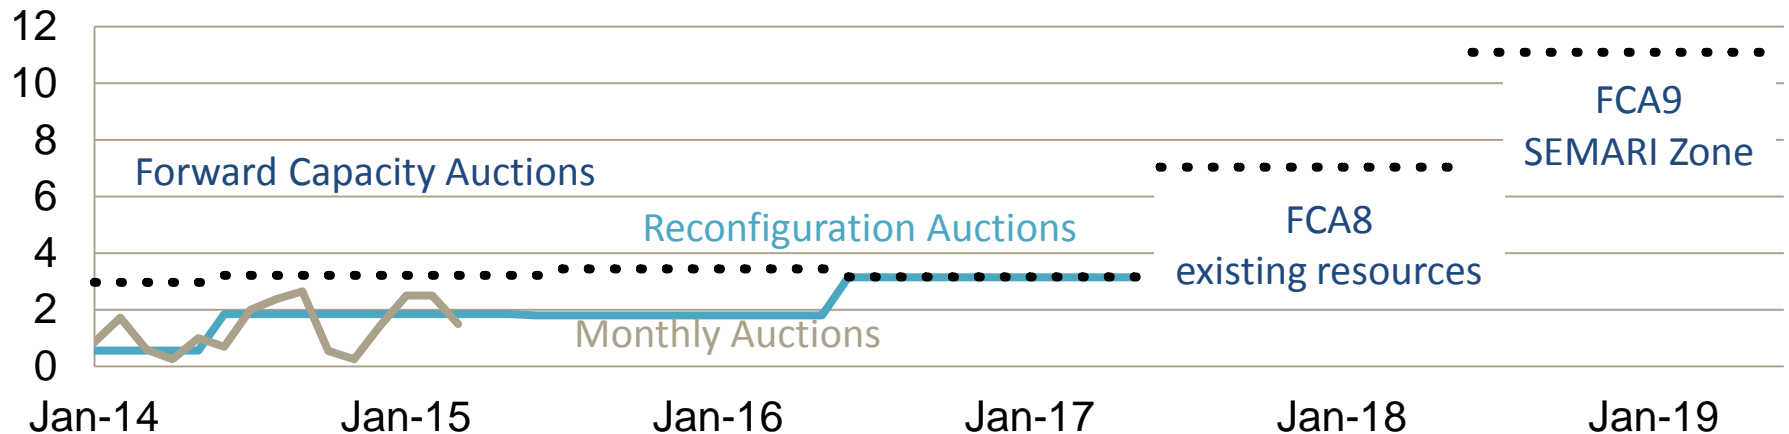 12
10
8
6
4
2
0
Forward Capacity Auctions
Reconfiguration Auctions
Monthly Auctions
FCA8
existing resources
FCA9
SEMARI Zone
Jan-14
Jan-15
Jan-16
Jan-17
Jan-18
Jan-19